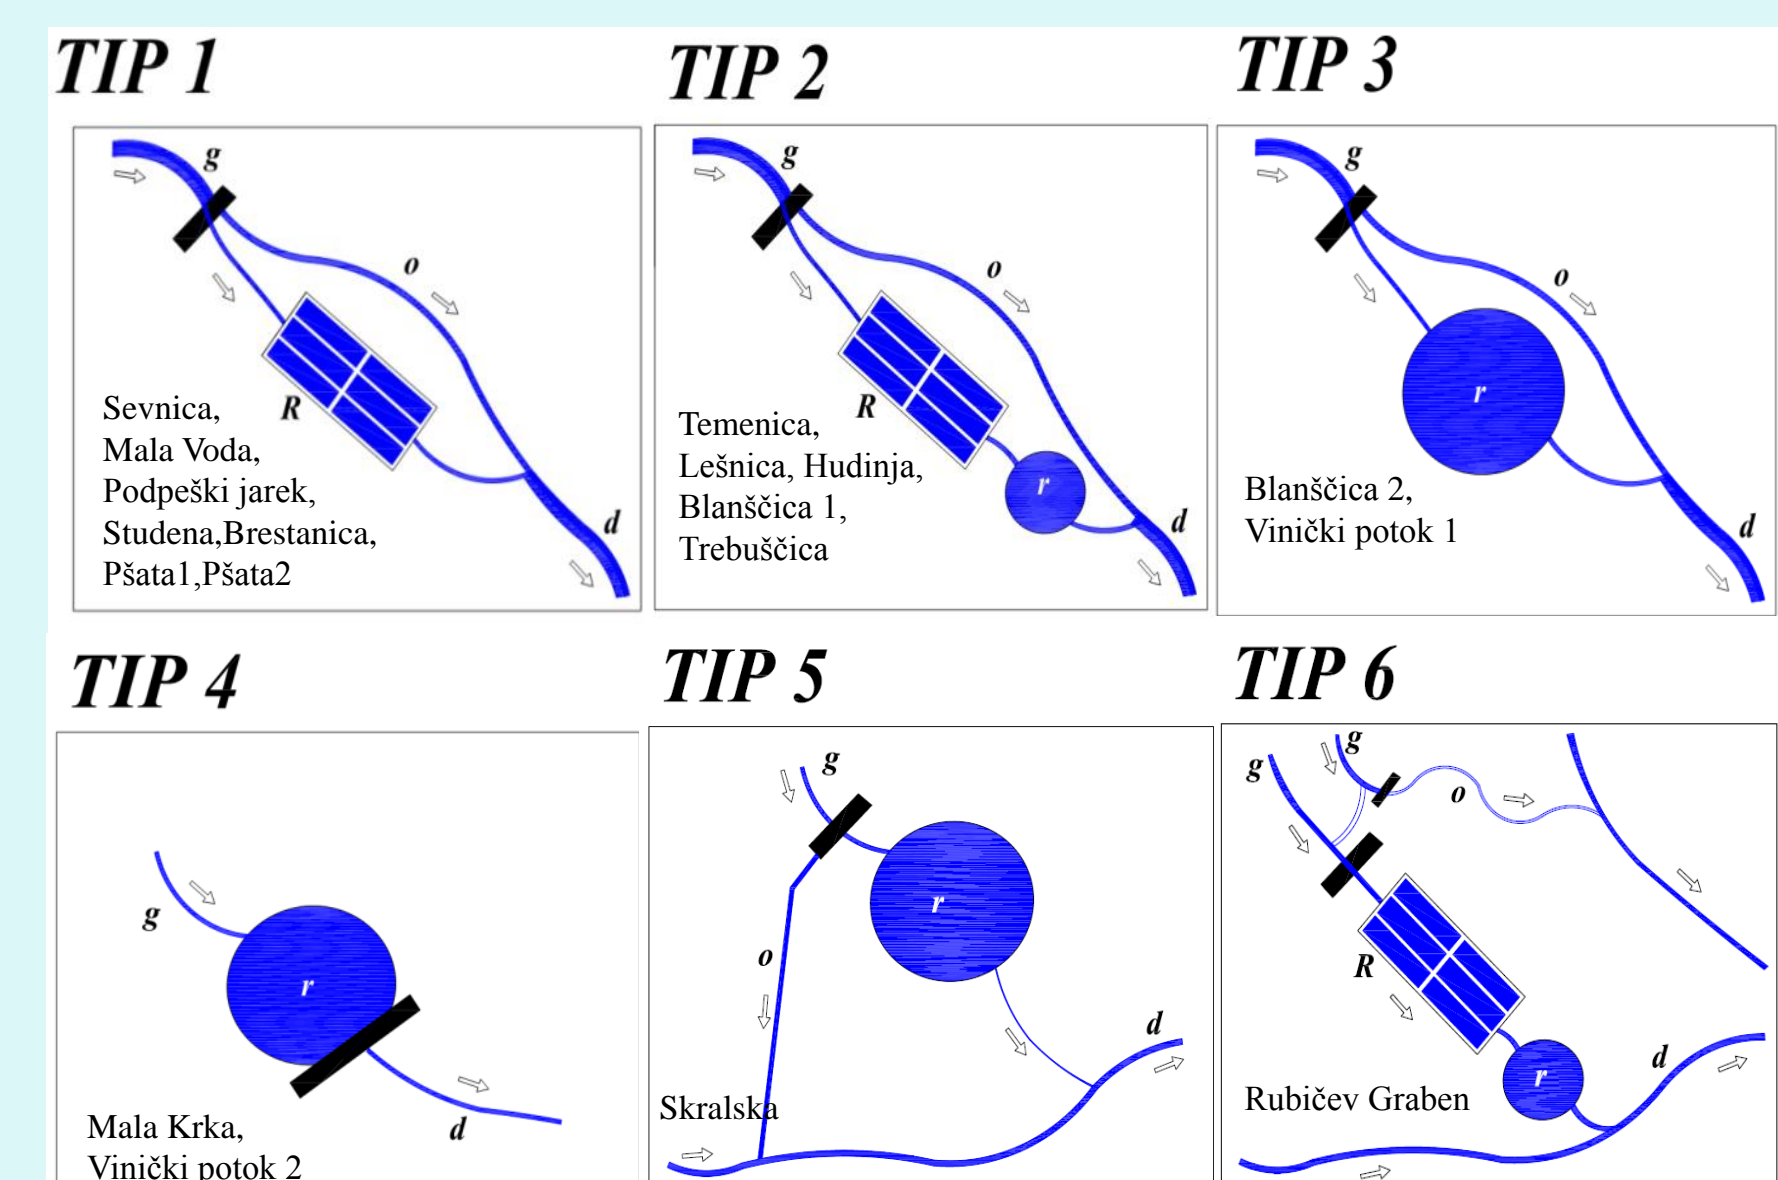 TIP 1
g
o
R
Sevnica,
Mala Voda,
Podpeški jarek,
Studena,Brestanica,
Pšata1,Pšata2
d
TIP 2
g
o
R
Temenica,
Lešnica, Hudinja,
Blanščica 1,
Trebuščica
r
d
TIP 3
g
o
r
Blanščica 2,
Vinički potok 1
d
TIP 4
g
r
Mala Krka,
Vinički potok 2
d
TIP 5
g
r
o
d
Skralska
TIP 6
g
g
o
R
r
d
Rubičev Graben